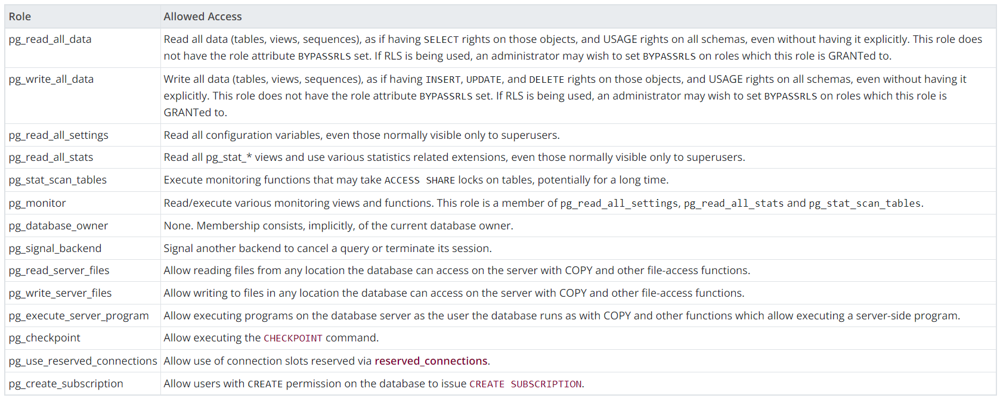 Role Allowed Access
pg_read_all_data Read all data (tables, views, sequences), as if having SELECT rights on those objects, and USAGE rights on all schemas, even without having it explicitly. This role does
not have the role attribute BYPASSRLS set. If RLS is being used, an administrator may wish to set BYPASSRLS on roles which this role is GRANTed to.
pg_write_all_data Write all data (tables, views, sequences), as if having INSERT, UPDATE, and DELETE rights on those objects, and USAGE rights on all schemas, even without having it
explicitly. This role does not have the role attribute BYPASSRLS set. If RLS is being used, an administrator may wish to set BYPASSRLS on roles which this role is
GRANTed to.
pg_read_all_settings Read all configuration variables, even those normally visible only to superusers.
pg_read_all_stats Read all pg_stat_* views and use various statistics related extensions, even those normally visible only to superusers.
pg_stat_scan_tables Execute monitoring functions that may take ACCESS SHARE locks on tables, potentially for a long time.
pg_monitor Read/execute various monitoring views and functions. This role is a member of pg_read_all_settings, pg_read_all_stats and pg_stat_scan_tables.
pg_database_owner None. Membership consists, implicitly, of the current database owner.
pg_signal_backend Signal another backend to cancel a query or terminate its session.
pg_read_server_files Allow reading files from any location the database can access on the server with COPY and other file-access functions.
pg_write_server_files Allow writing to files in any location the database can access on the server with COPY and other file-access functions.
pg_execute_server_program Allow executing programs on the database server as the user the database runs as with COPY and other functions which allow executing a server-side program.
pg_checkpoint Allow executing the CHECKPOINT command.
pg_use_reserved_connections Allow use of connection slots reserved via reserved_connections.
pg_create_subscription Allow users with CREATE permission on the database to issue CREATE SUBSCRIPTION.